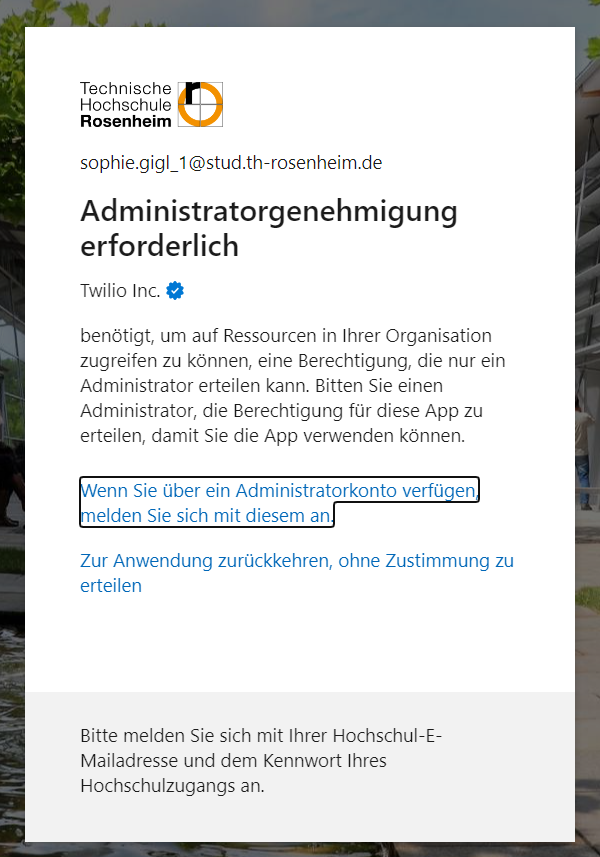 Technische
Hochschule
Rosenheim
sophie.gigl_1@stud.th-rosenheim.de
Administratorgenehmigung
erforderlich
Twilio Inc.
benötigt, um auf Ressourcen in Ihrer Organisation
zugreifen zu können, eine Berechtigung, die nur ein
Administrator erteilen kann. Bitten Sie einen
Administrator, die Berechtigung für diese App zu
erteilen, damit Sie die App verwenden können.
Wenn Sie über ein Administratorkonto verfügen,
melden Sie sich mit diesem an.
Zur Anwendung zurückkehren, ohne Zustimmung zu
erteilen
Bitte melden Sie sich mit Ihrer Hochschul-E-
Mailadresse und dem Kennwort Ihres
Hochschulzugangs an.